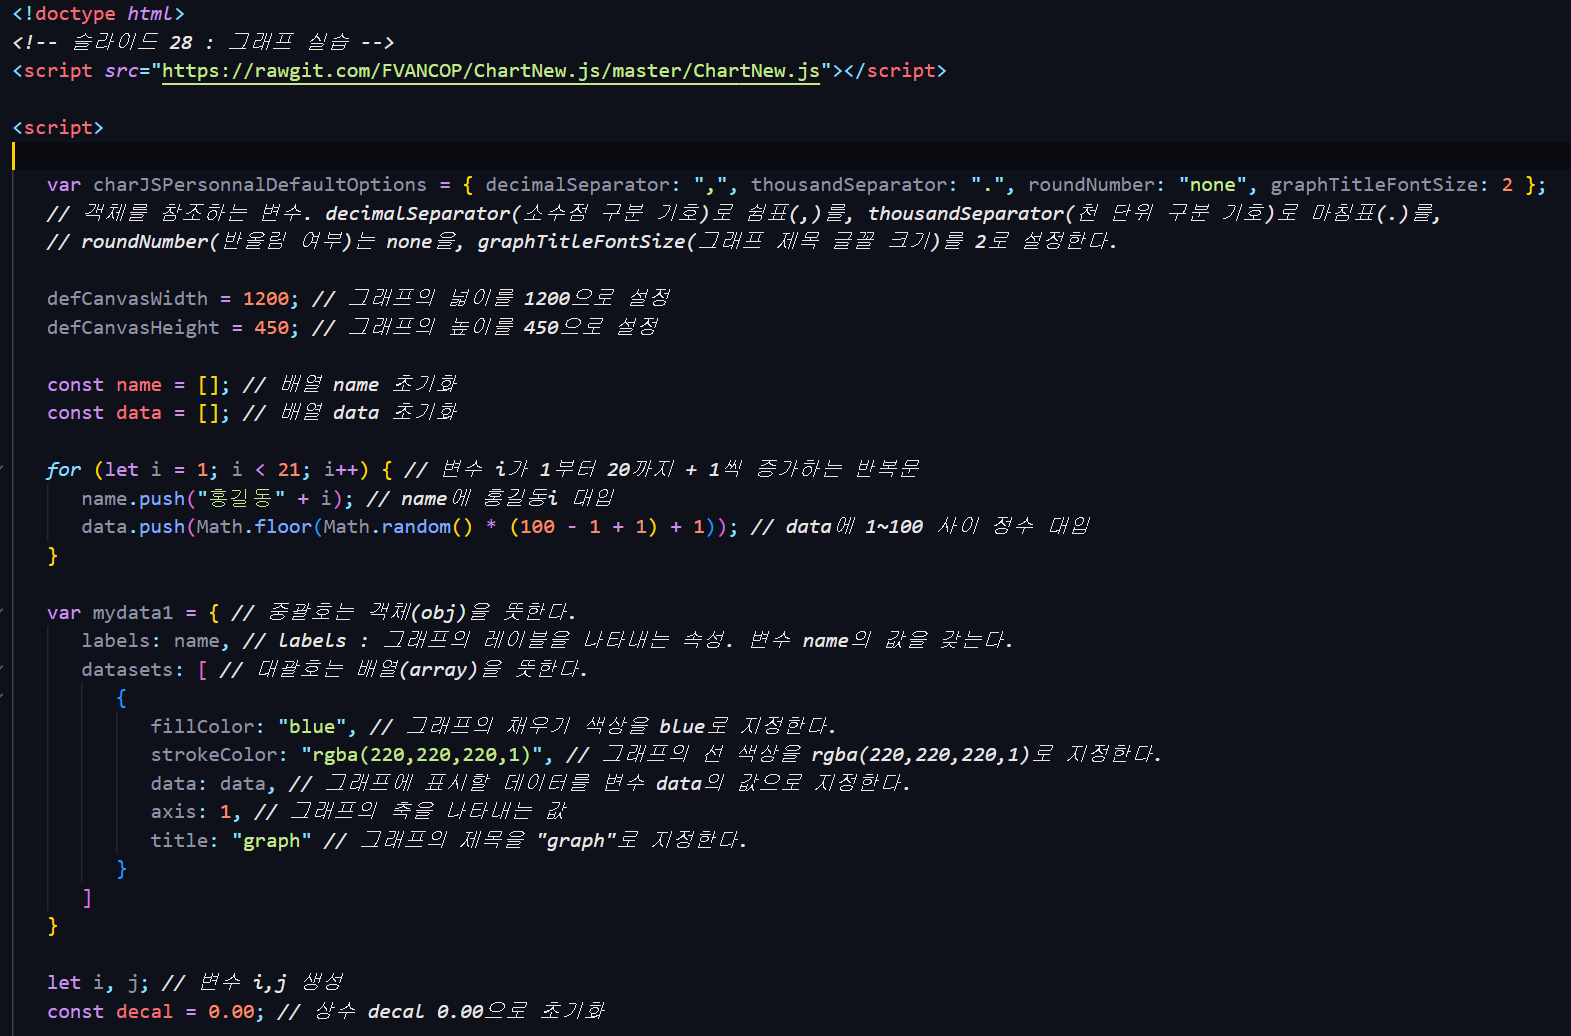 <!doctype html>
<!-- 슬라이드 28 : 그래프 실습 -->
<script src="https://rawgit.com/FVANCOP/ChartNew.js/master/ChartNew.js"></script>
<script>
var charJSPersonnalDefaultOptions = { decimalSeparator: ",", thousandSeparator: ".", roundNumber: "none", graphTitleFontSize: 2 };
// 객체를 참조하는 변수. decimalSeparator(소수점 구분 기호)로 쉼표(,)를, thousandSeparator(천 단위 구분 기호)로 마침표(.)를,
// roundNumber(반올림 여부)는 none을, graphTitleFontSize(그래프 제목 글꼴 크기)를 2로 설정한다.
defCanvasWidth = 1200; // 그래프의 넓이를 1200으로 설정
defCanvasHeight = 450; // 그래프의 높이를 450으로 설정
const name = []; // 배열 name 초기화
const data = []; // 배열 data 초기화
for (let i = 1; i < 21; i++) { // 변수 i가 1부터 20까지 + 1씩 증가하는 반복문
name.push("홍길동" + i); // name에 홍길동i 대입
data.push(Math.floor(Math.random() * (100 - 1 + 1) + 1)); // data에 1~100 사이 정수 대입
}
var mydata1 = { // 중괄호는 객체(obj)을 뜻한다.
labels: name, // labels : 그래프의 레이블을 나타내는 속성. 변수 name의 값을 갖는다.
datasets: [ // 대괄호는 배열(array)을 뜻한다.
{
fillColor: "blue", // 그래프의 채우기 색상을 blue로 지정한다.
strokeColor: "rgba(220,220,220,1)", // 그래프의 선 색상을 rgba(220,220,220,1)로 지정한다.
data: data, // 그래프에 표시할 데이터를 변수 data의 값으로 지정한다.
axis: 1, // 그래프의 축을 나타내는 값
title: "graph" // 그래프의 제목을 "graph"로 지정한다.
}
]
}
let i, j; // 변수 i,j 생성
const decal = 0.00; // 상수 decal 0.00으로 초기화